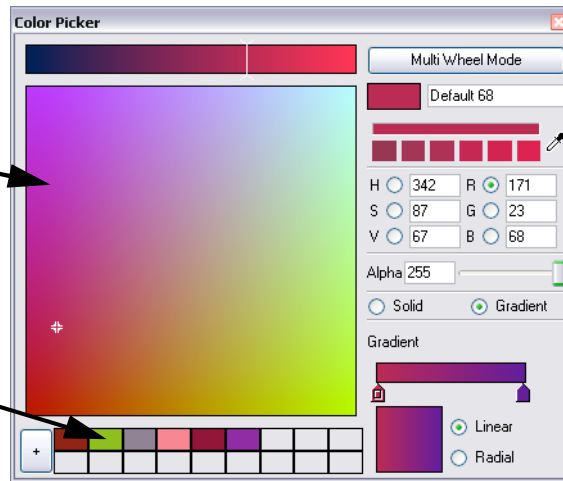 Color Picker
Multi Wheel Mode
Default 68
H 342 R 171
S 87 G 23
V 67 B 68
Alpha 255
Solid Gradient
Gradient
Linear
Radial
+